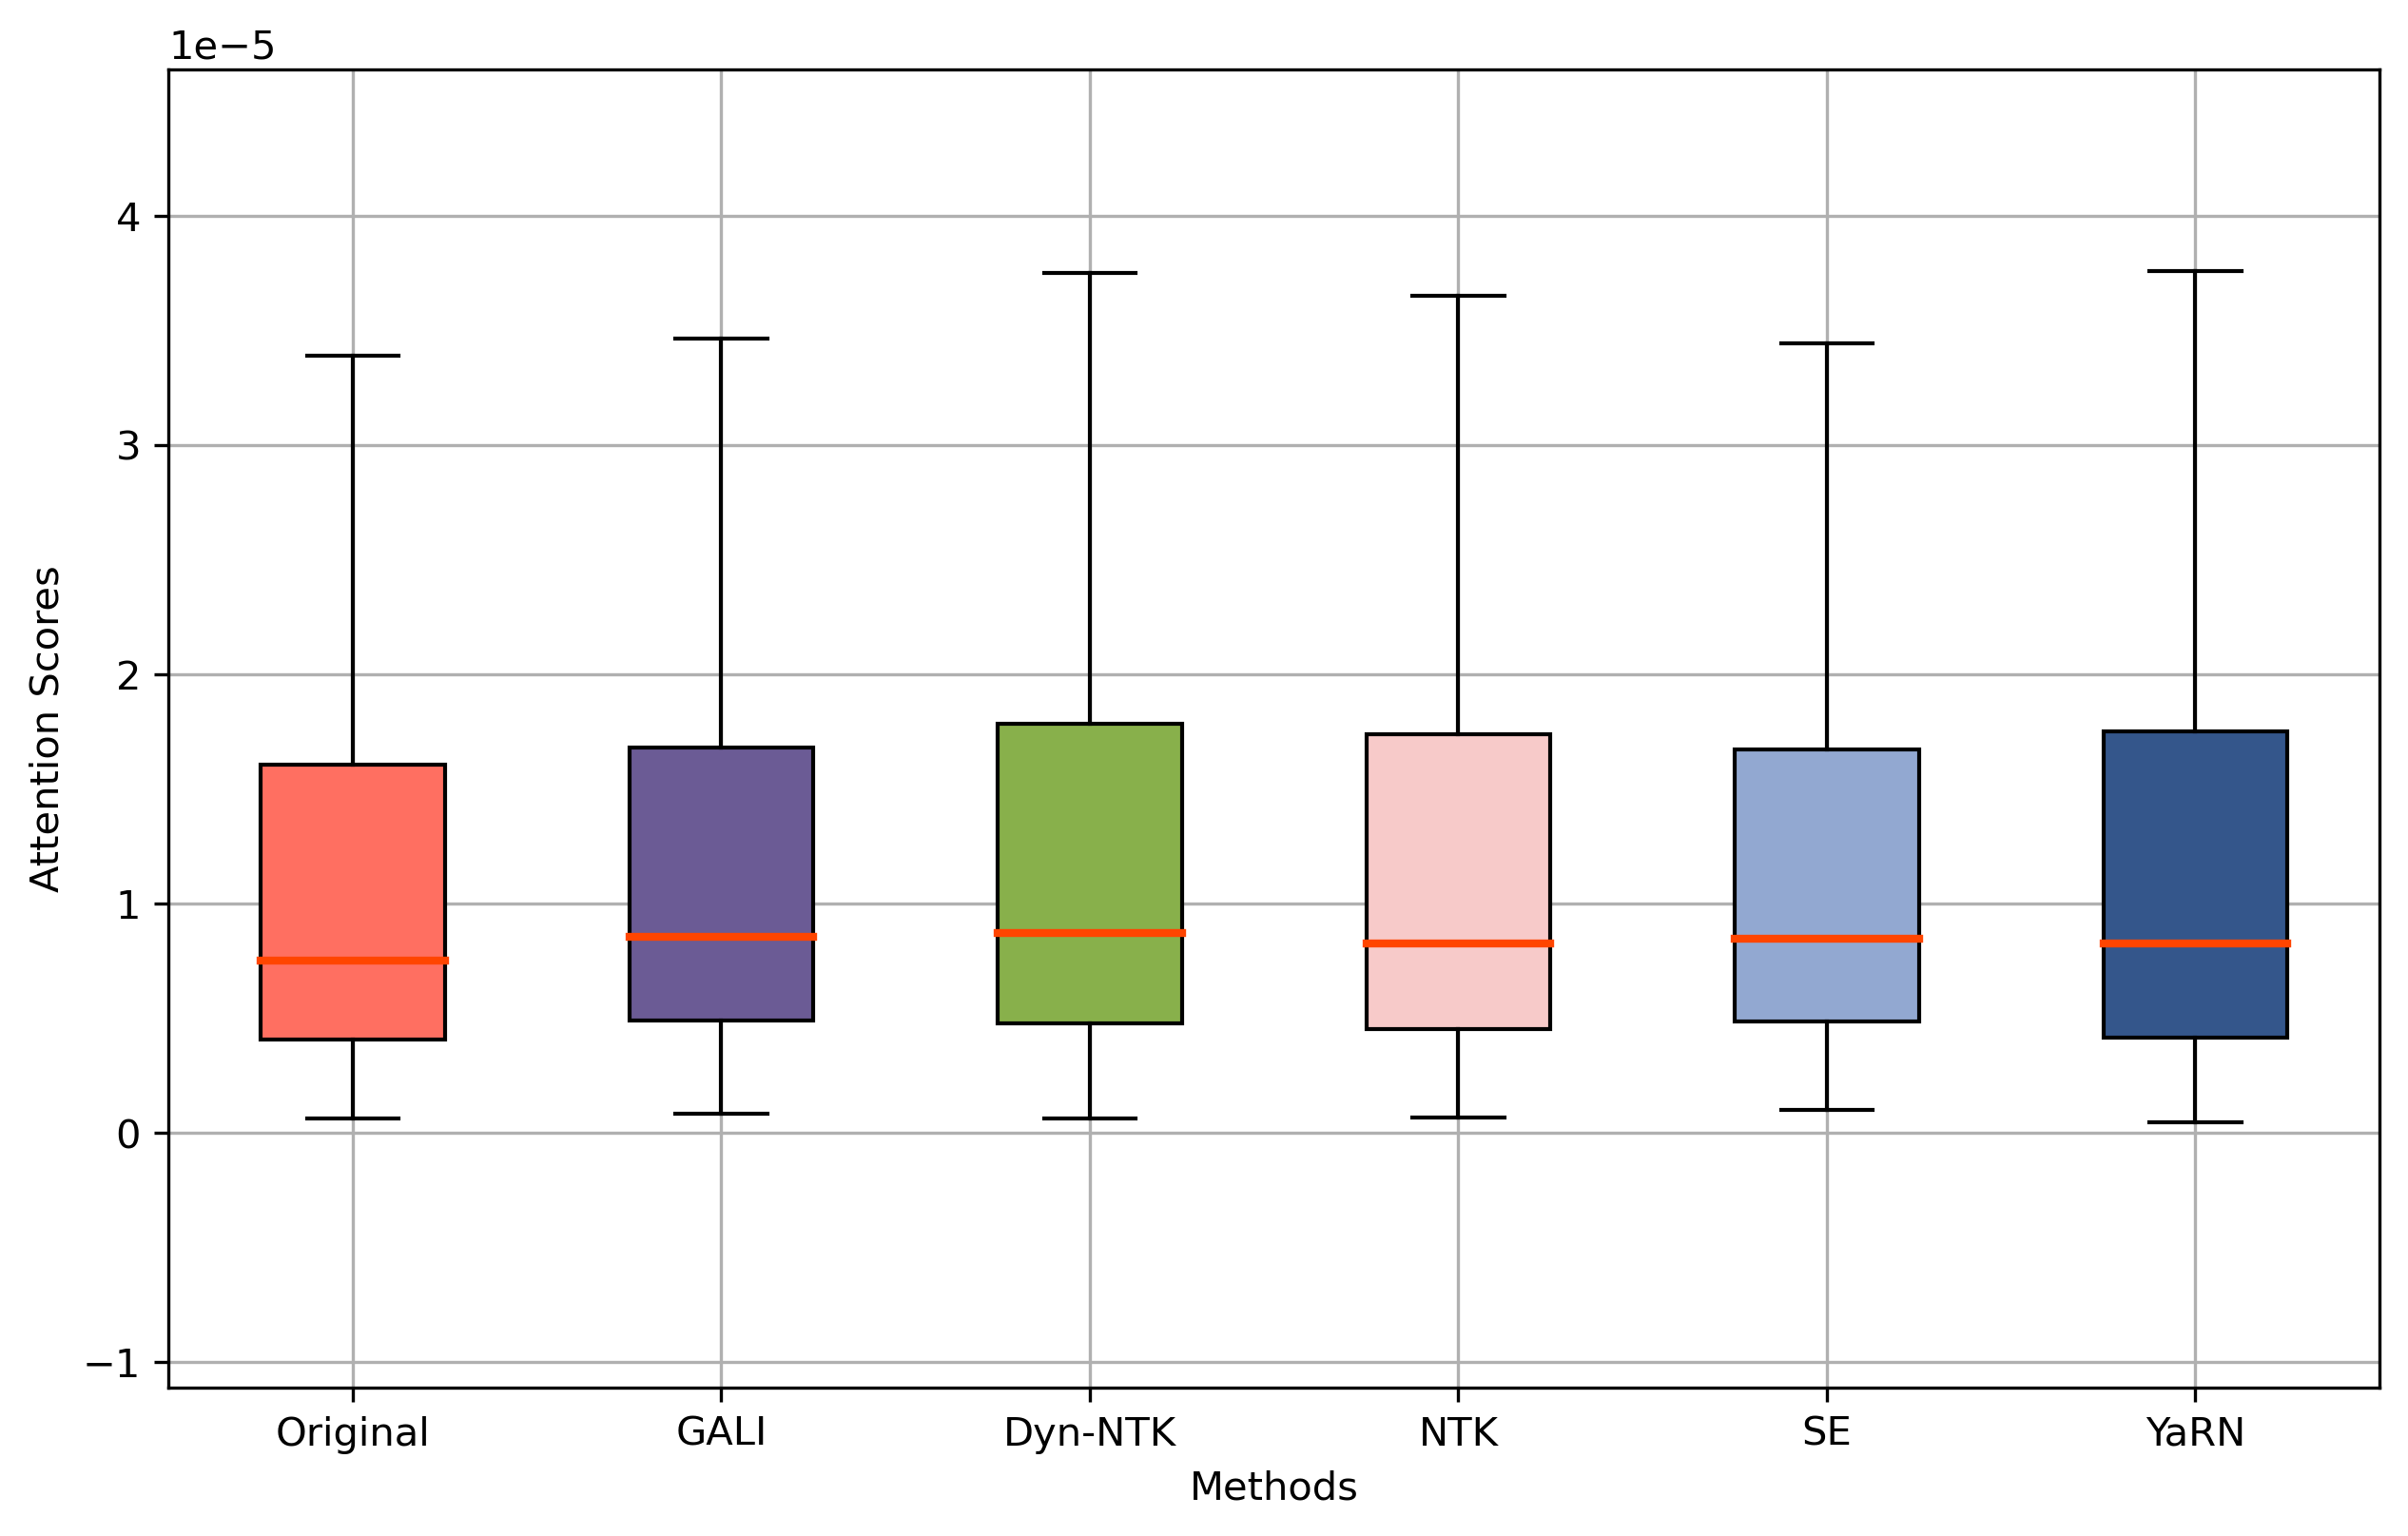 1e−5
4
3
2
1
0
−1
Attention Scores
Original GALI Dyn-NTK NTK SE YaRN
Methods